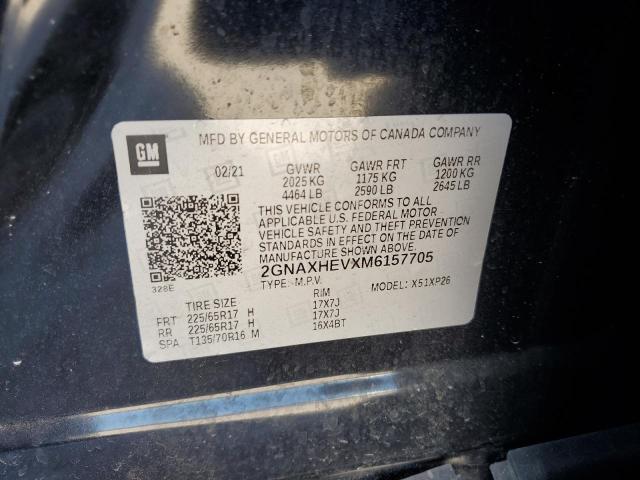 GM
MFD BY GENERAL MOTORS OF CANADA COMPANY
02/21 GVWR GAWR FRT GAWR RR
2025 KG 1175 KG 1200 KG
4464 LB 2590 LB 2645 LB
THIS VEHICLE CONFORMS TO ALL
APPLICABLE U.S. FEDERAL MOTOR
VEHICLE SAFETY AND THEFT PREVENTION
STANDARDS IN EFFECT ON THE DATE OF
MANUFACTURE SHOWN ABOVE.
328E 2GNAXHEVXM6157705
TYPE: M.P.V. MODEL: X51XP26
TIRE SIZE RIM
FRT 225/65R17 H 17X7J
RR 225/65R17 H 17X7J
SPA T135/70R16 M 16X4BT